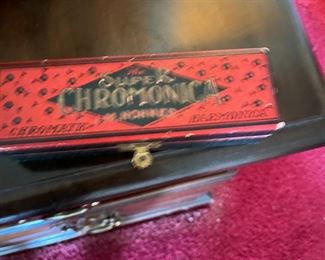 The
SUPER
CHROMONICA
M. HOHNER
CHROMATIC HARMONICA